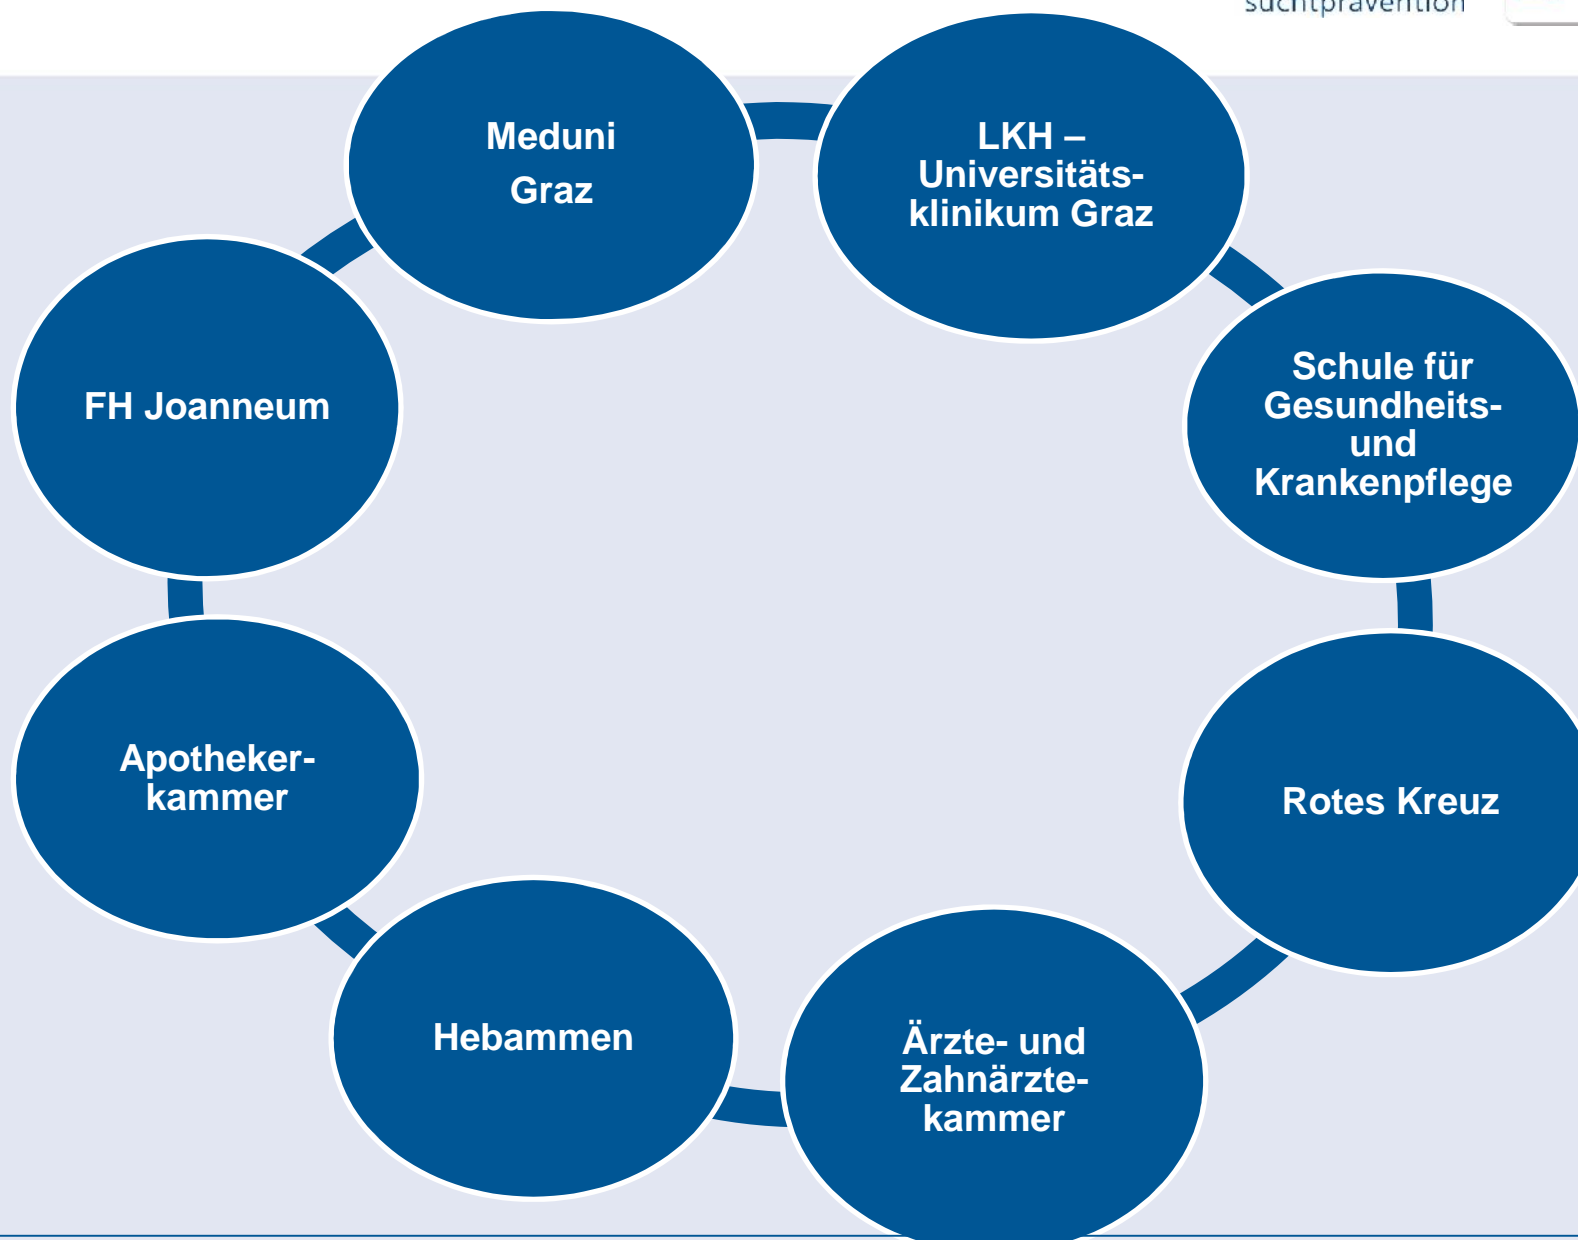 suchtprävention
Meduni
Graz
LKH –
Universitäts-
klinikum Graz
Schule für
Gesundheits-
und
Krankenpflege
FH Joanneum
Rotes Kreuz
Apotheker-
kammer
Hebammen
Ärzte- und
Zahnärzte-
kammer